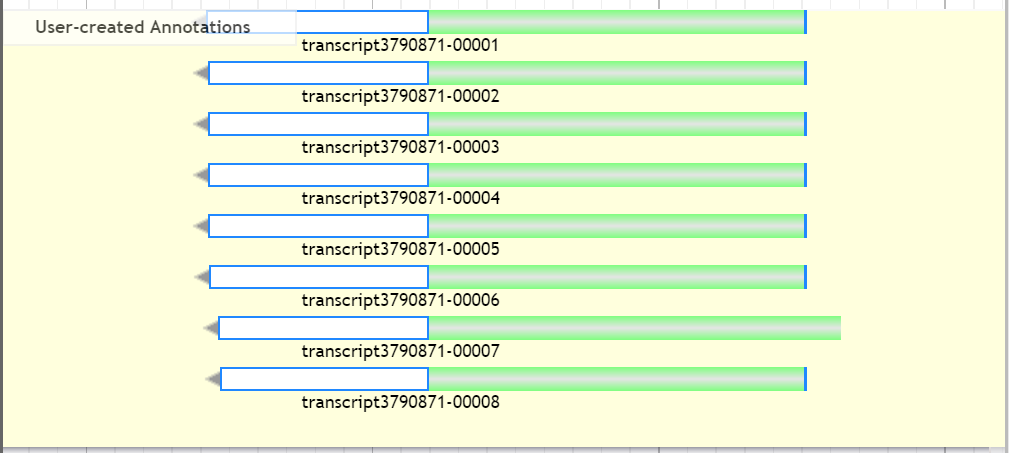 User-created Annotations
transcript3790871-00001
transcript3790871-00002
transcript3790871-00003
transcript3790871-00004
transcript3790871-00005
transcript3790871-00006
transcript3790871-00007
transcript3790871-00008